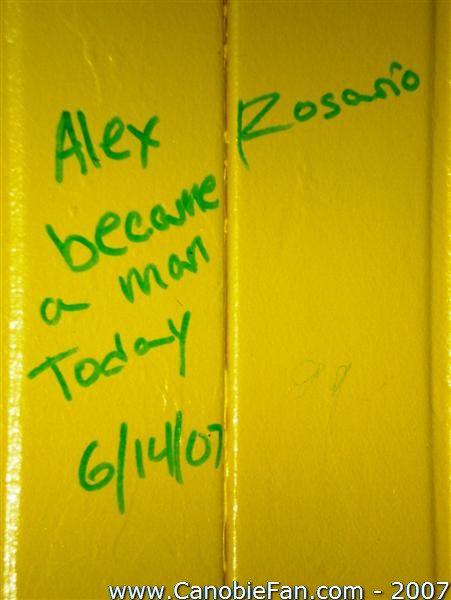 Alex Rosario
became
a man
Today
6/14/07
www.CanobieFan.com - 2007